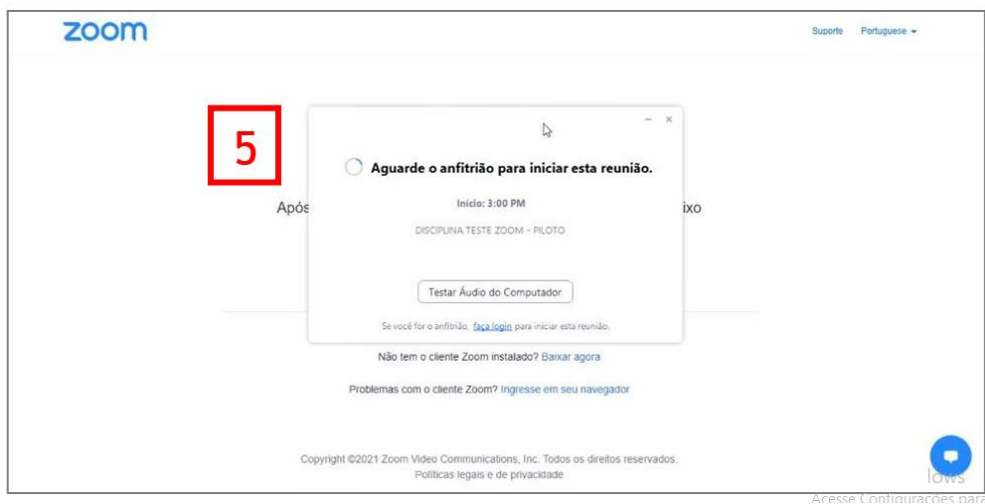 zoom
Suporte Portuguese
5
Aguarde o anfitrião para iniciar esta reunião.
Após
Início: 3:00 PM
ixo
DISCIPLINA TESTE ZOOM - PILOTO
Testar Áudio do Computador
Se você for o anfitrião, faça login para iniciar esta reunião.
Não tem o cliente Zoom instalado? Baixar agora
Problemas com o cliente Zoom? Ingresse em seu navegador
Copyright ©2021 Zoom Video Communications, Inc. Todos os direitos reservados.
Políticas legais e de privacidade
lows
Acesse Configurações para